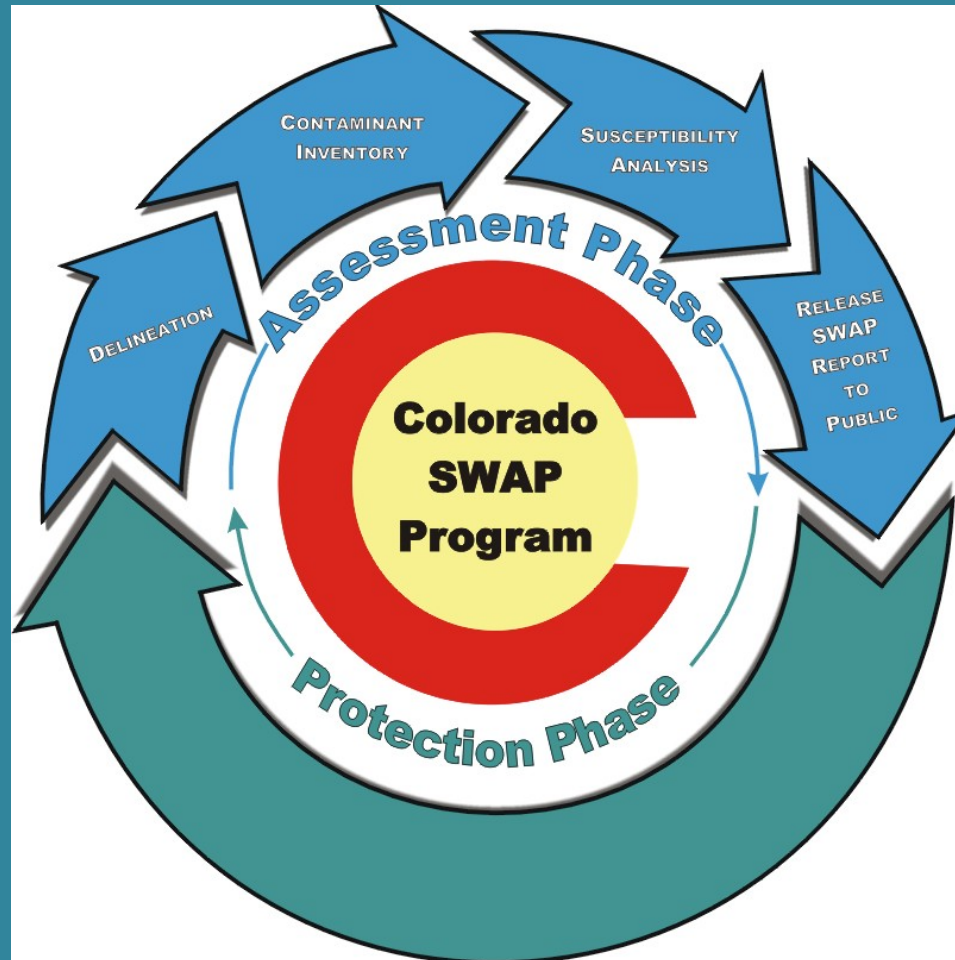 CONTAMINANT
INVENTORY
SUSCEPTIBILITY
ANALYSIS
DELINEATION
RELEASE
SWAP
REPORT
TO
PUBLIC
Assessment Phase
Colorado
SWAP
Program
Protection Phase